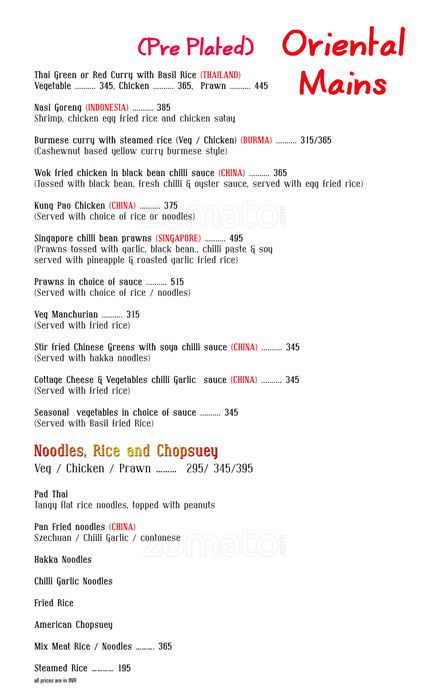 (Pre Plated) Oriental
Mains
Thai Green or Red Curry with Basil Rice (THAILAND)
Vegetable .......... 345, Chicken .......... 365, Prawn .......... 445
Nasi Goreng (INDONESIA) .......... 385
Shrimp, chicken egg fried rice and chicken satay
Burmese curry with steamed rice (Veg / Chicken) (BURMA) .......... 315/365
(Cashewnut based yellow curry burmese style)
Wok fried chicken in black bean chilli sauce (CHINA) .......... 365
(Tossed with black bean, fresh chilli & oyster sauce, served with egg fried rice)
Kung Pao Chicken (CHINA) .......... 375
(Served with choice of rice or noodles)
zomato.com
Singapore chilli bean prawns (SINGAPORE) .......... 495
(Prawns tossed with qarlic, black bean., chilli paste & soy
served with pineapple & roasted qarlic fried rice)
Prawns in choice of sauce .......... 515
(Served with choice of rice / noodles)
Veg Manchurian .......... 315
(Served with fried rice)
Stir fried Chinese Greens with soya chilli sauce (CHINA) .......... 345
(Served with hakka noodles)
Cottage Cheese & Vegetables chilli Garlic sauce (CHINA) .......... 345
(Served with fried rice)
Seasonal vegetables in choice of sauce .......... 345
(Served with Basil fried Rice)
Noodles, Rice and Chopsuey
Veg / Chicken / Prawn ......... 295/ 345/395
Pad Thai
Tangy flat rice noodles, topped with peanuts
Pan Fried noodles (CHINA)
Szechuan / Chiili Garlic / contonese
zomato.com
Hakka Noodles
Chilli Garlic Noodles
Fried Rice
American Chopsuey
Mix Meat Rice / Noodles ......... 365
Steamed Rice ........... 195
all prices are in INR